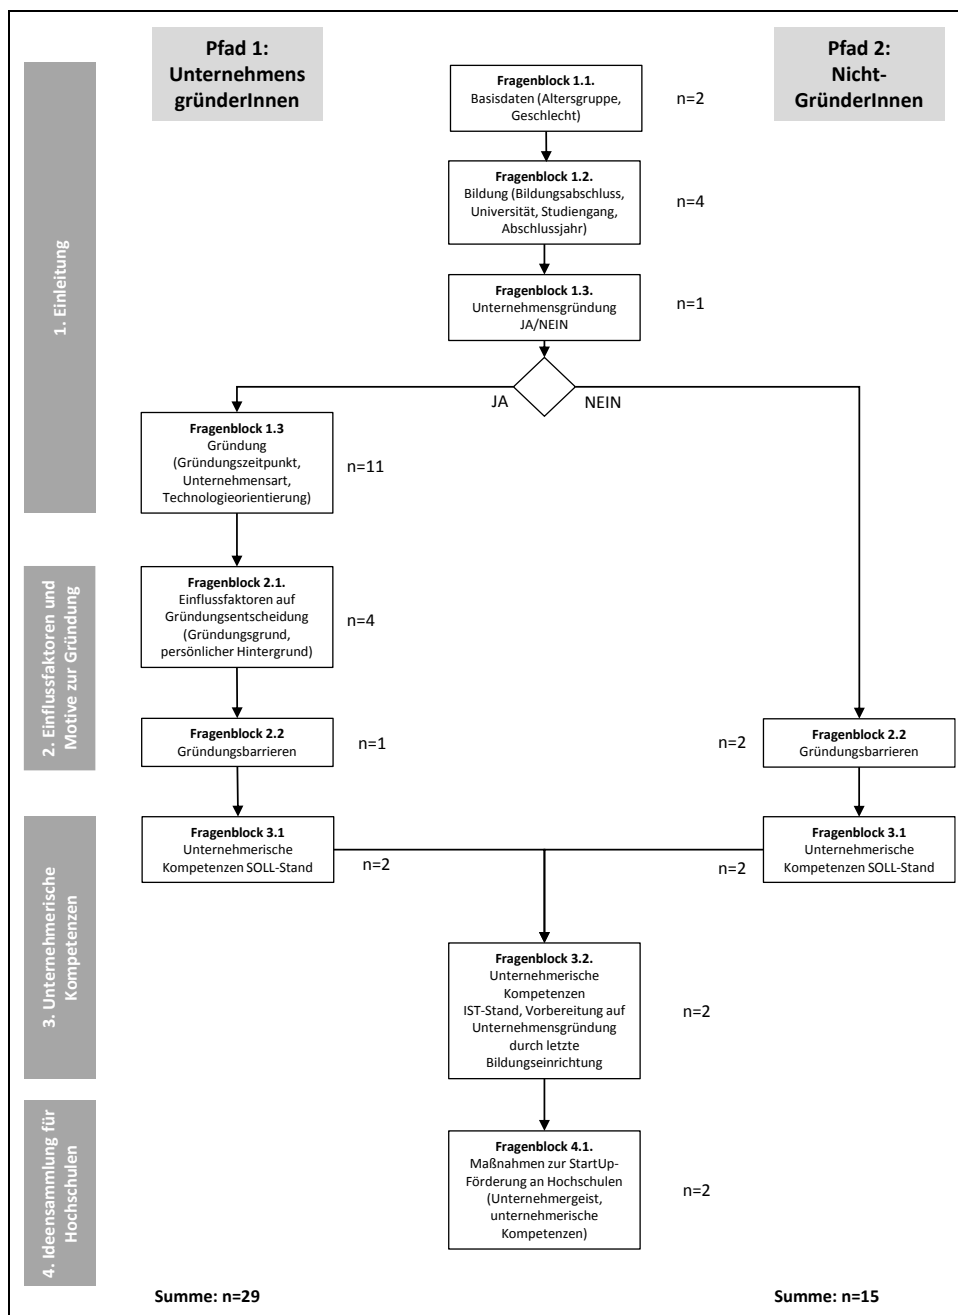 Pfad 1:
Unternehmens
gründerInnen
Pfad 2:
Nicht-
GründerInnen
1. Einleitung
Fragenblock 1.1.
Basisdaten (Altersgruppe,
Geschlecht)
n=2
Fragenblock 1.2.
Bildung (Bildungsabschluss,
Universität, Studiengang,
Abschlussjahr)
n=4
Fragenblock 1.3.
Unternehmensgründung
JA/NEIN
n=1
JA
NEIN
Fragenblock 1.3
Gründung
(Gründungszeitpunkt,
Unternehmensart,
Technologieorientierung)
n=11
2. Einflussfaktoren und
Motive zur Gründung
Fragenblock 2.1.
Einflussfaktoren auf
Gründungsentscheidung
(Gründungsgrund,
persönlicher Hintergrund)
n=4
Fragenblock 2.2
Gründungsbarrieren
n=1
n=2
Fragenblock 2.2
Gründungsbarrieren
3. Unternehmerische
Kompetenzen
Fragenblock 3.1
Unternehmerische
Kompetenzen SOLL-Stand
n=2
n=2
Fragenblock 3.1
Unternehmerische
Kompetenzen SOLL-Stand
Fragenblock 3.2.
Unternehmerische
Kompetenzen
IST-Stand, Vorbereitung auf
Unternehmensgründung
durch letzte
Bildungseinrichtung
n=2
4. Ideensammlung für
Hochschulen
Fragenblock 4.1.
Maßnahmen zur StartUp-
Förderung an Hochschulen
(Unternehmergeist,
unternehmerische
Kompetenzen)
n=2
Summe: n=29
Summe: n=15